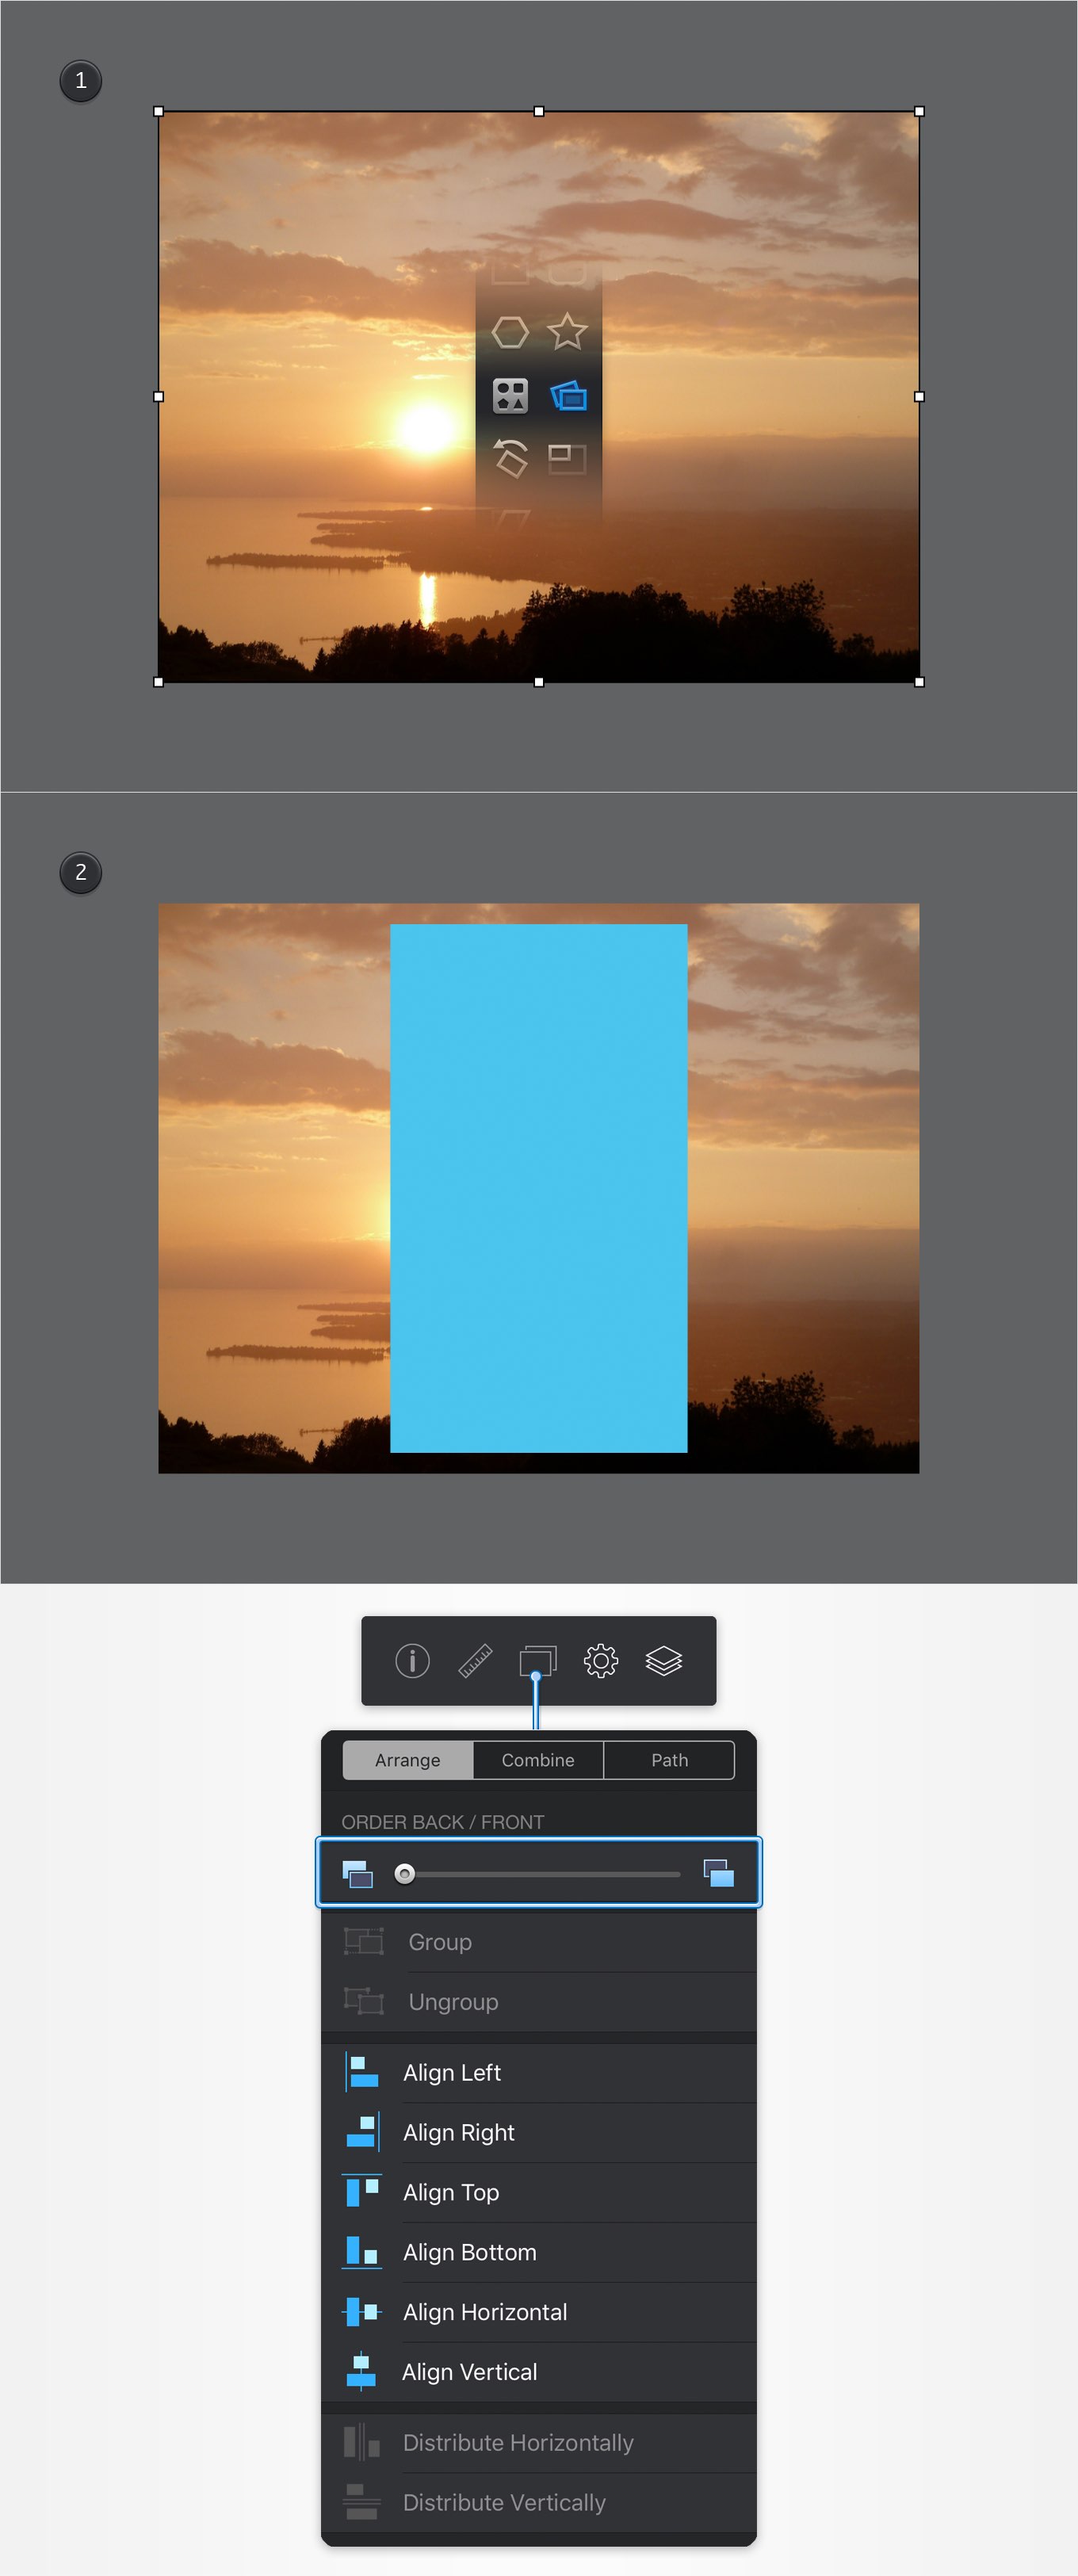 1
2
Arrange Combine Path
ORDER BACK / FRONT
Group
Ungroup
Align Left
Align Right
Align Top
Align Bottom
Align Horizontal
Align Vertical
Distribute Horizontally
Distribute Vertically